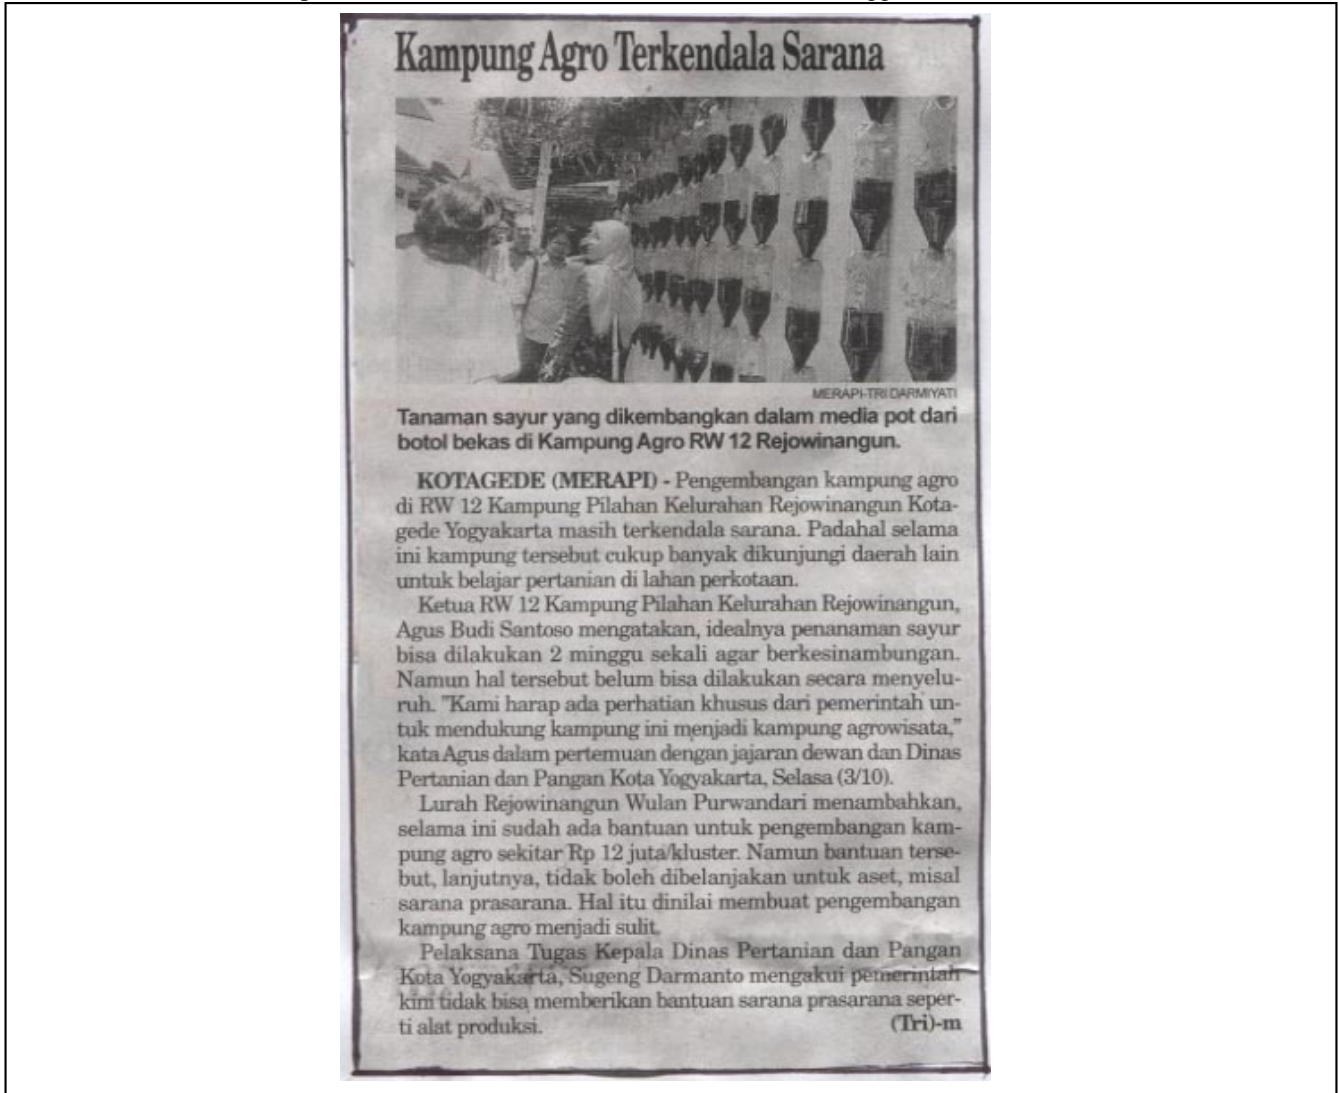 Kampung Agro Terkendala Sarana
MERAPI-TRI DARMIYATI
Tanaman sayur yang dikembangkan dalam media pot dari
botol bekas di Kampung Agro RW 12 Rejowinangun.
KOTAGEDE (MERAPI) - Pengembangan kampung agro
di RW 12 Kampung Pilahan Kelurahan Rejowinangun Kota-
gede Yogyakarta masih terkendala sarana. Padahal selama
ini kampung tersebut cukup banyak dikunjungi daerah lain
untuk belajar pertanian di lahan perkotaan.
Ketua RW 12 Kampung Pilahan Kelurahan Rejowinangun,
Agus Budi Santoso mengatakan, idealnya penanaman sayur
bisa dilakukan 2 minggu sekali agar berkesinambungan.
Namun hal tersebut belum bisa dilakukan secara menyelu-
ruh. "Kami harap ada perhatian khusus dari pemerintah un-
tuk mendukung kampung ini menjadi kampung agrowisata,"
kata Agus dalam pertemuan dengan jajaran dewan dan Dinas
Pertanian dan Pangan Kota Yogyakarta, Selasa (3/10).
Lurah Rejowinangun Wulan Purwandari menambahkan,
selama ini sudah ada bantuan untuk pengembangan kam-
pung agro sekitar Rp 12 juta/kluster. Namun bantuan terse-
but, lanjutnya, tidak boleh dibelanjakan untuk aset, misal
sarana prasarana. Hal itu dinilai membuat pengembangan
kampung agro menjadi sulit.
Pelaksana Tugas Kepala Dinas Pertanian dan Pangan
Kota Yogyakarta, Sugeng Darmanto mengakui pemerintah
kini tidak bisa memberikan bantuan sarana prasarana seper-
ti alat produksi. (Tri)-m